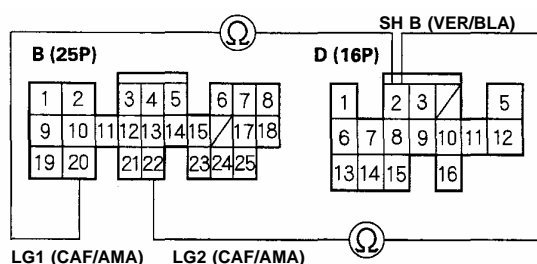 SH B (VER/BLA)
Ω
B (25P)
D (16P)
1 2 3 4 5 6 7 8
9 10 11 12 13 14 15 17 18
19 20 21 22 23 24 25
1 2 3 5
6 7 8 9 10 11 12
13 14 15 16
Ω
LG1 (CAF/AMA)
LG2 (CAF/AMA)